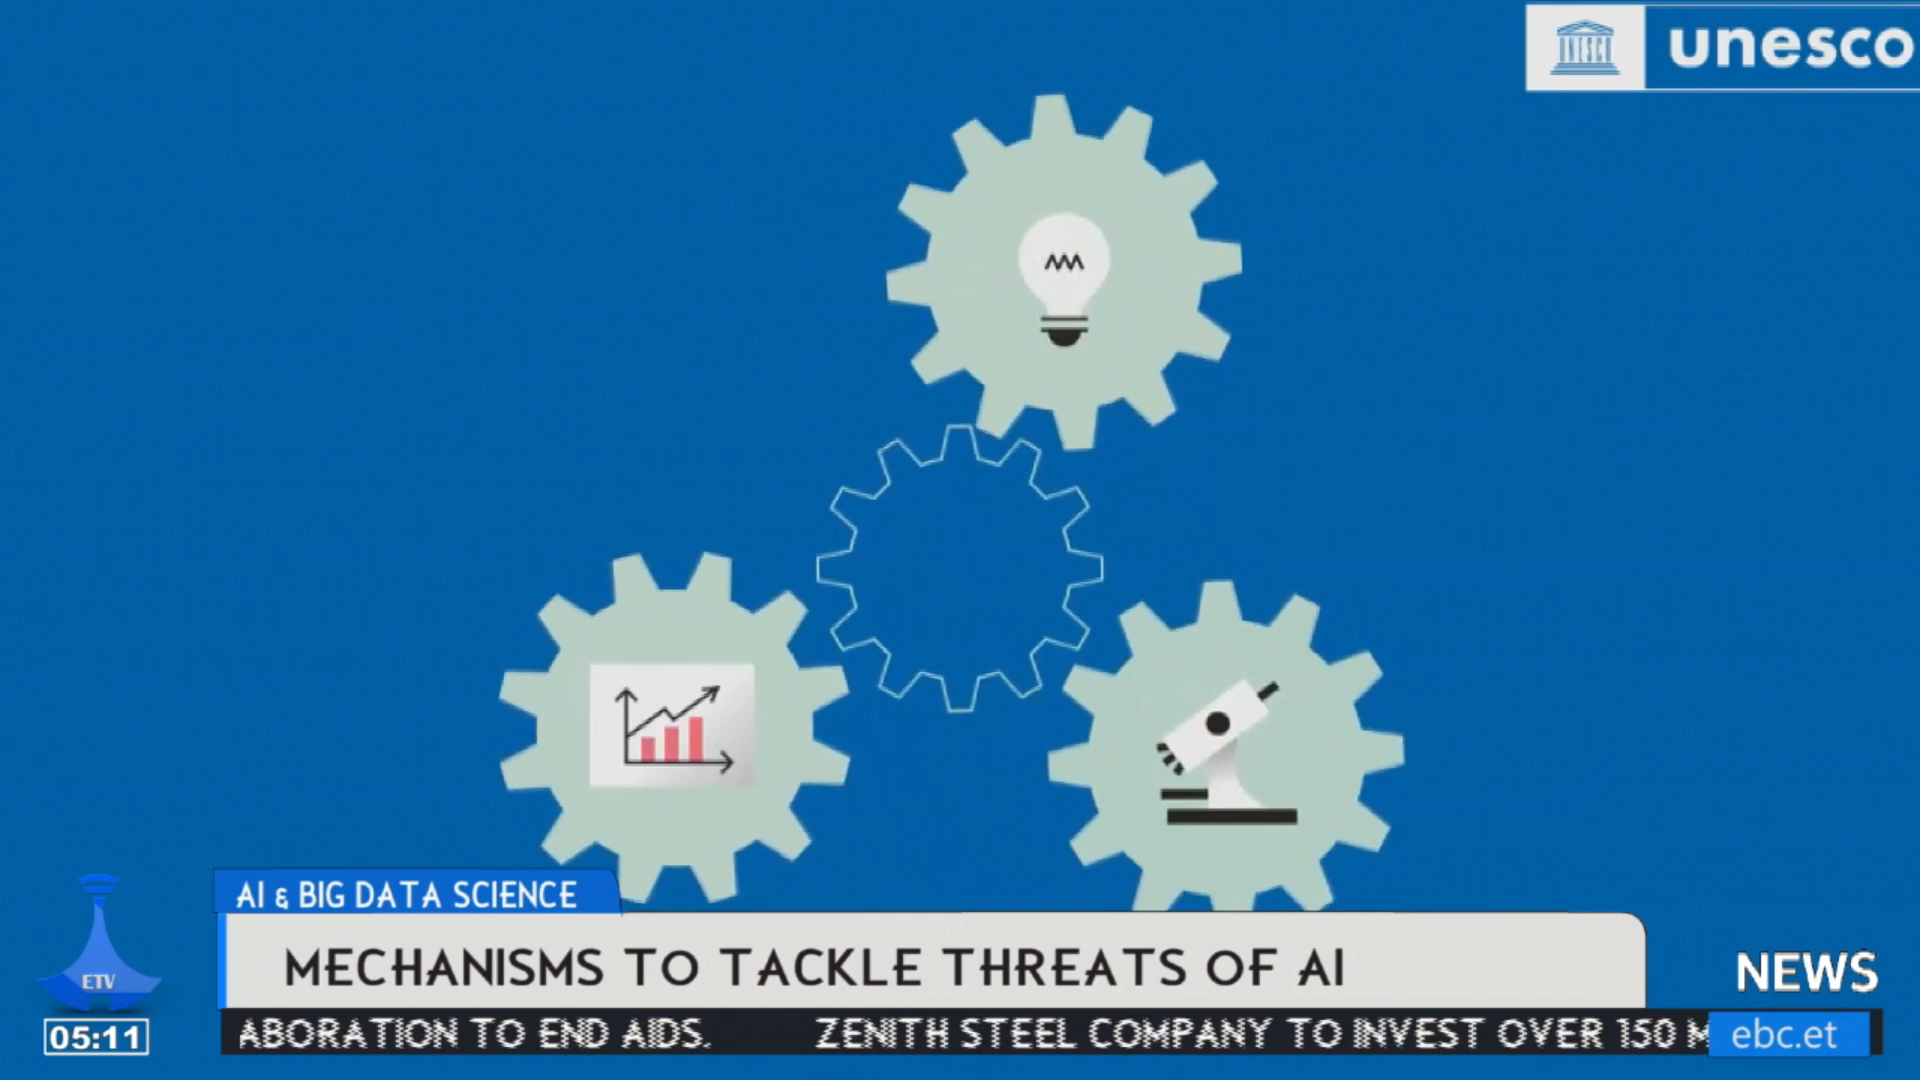 unesco
AI & BIG DATA SCIENCE
MECHANISMS TO TACKLE THREATS OF AI
NEWS
ETV
05:11
ABORATION TO END AIDS. ZENITH STEEL COMPANY TO INVEST OVER 150 M
ebc.et